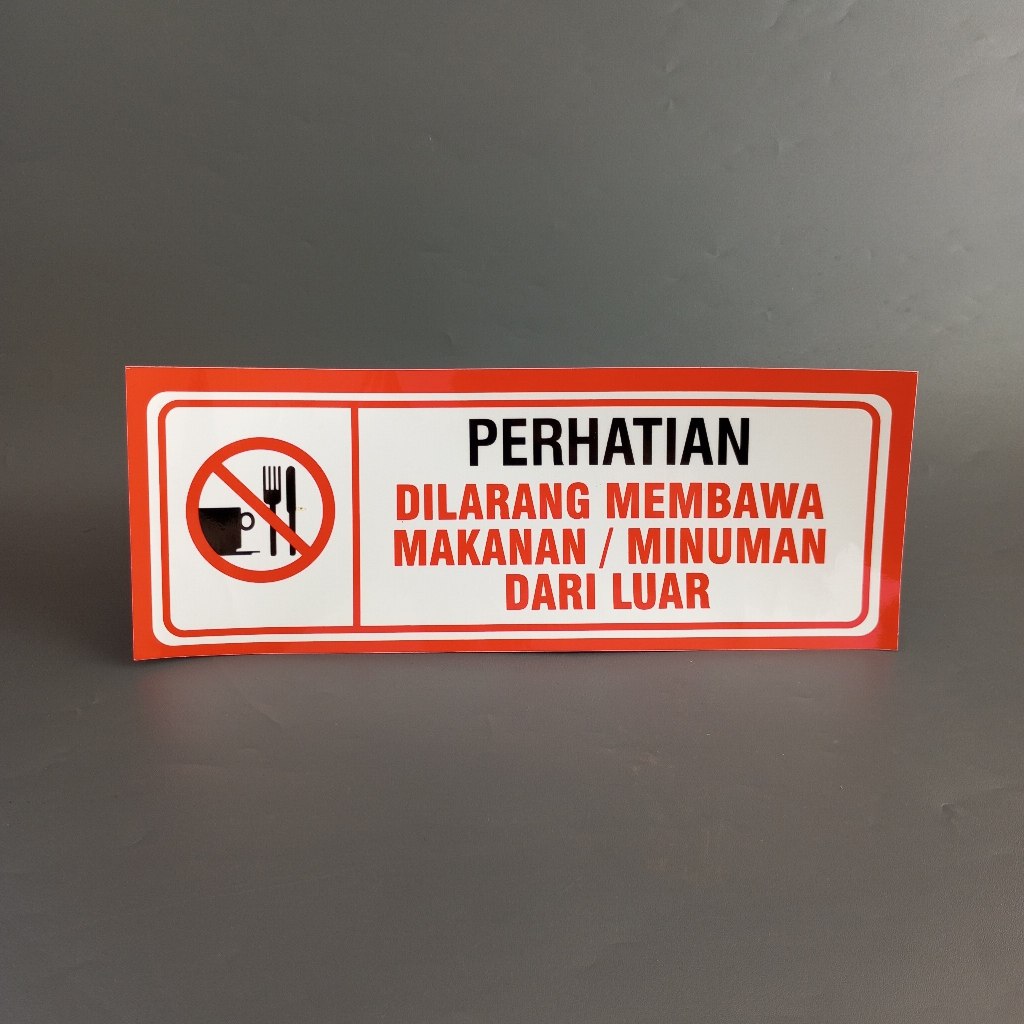 PERHATIAN
DILARANG MEMBAWA
MAKANAN / MINUMAN
DARI LUAR